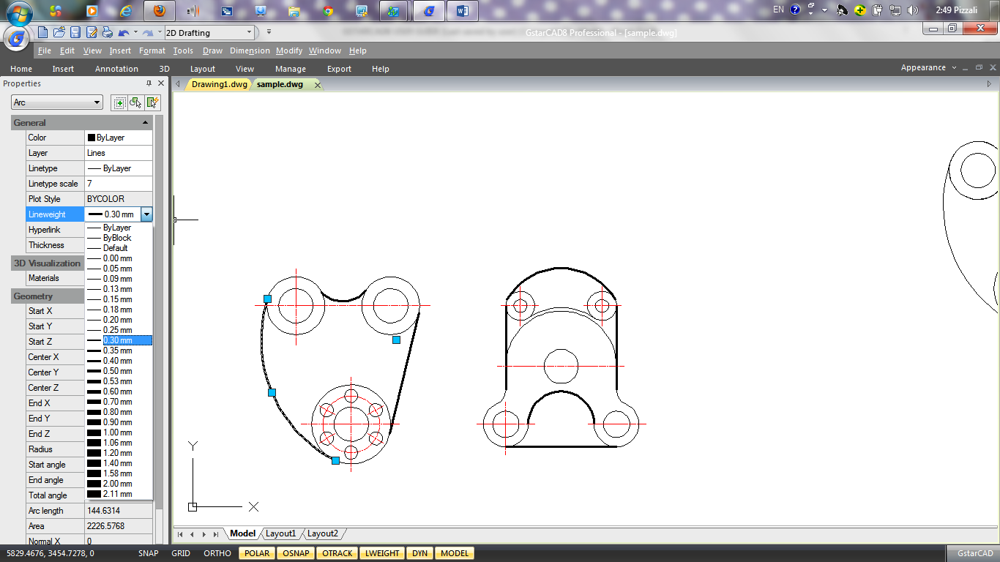 EN
2:49 Pizzali
2D Drafting
GstarCAD8 Professional - [sample.dwg]
File Edit View Insert Format Tools Draw Dimension Modify Window Help
Home Insert Annotation 3D Layout View Manage Export Help
Appearance
Properties
Drawing1.dwg sample.dwg
Arc
General
Color ByLayer
Layer Lines
Linetype ByLayer
Linetype scale 7
Plot Style BYCOLOR
Lineweight 0.30 mm
Hyperlink
Thickness
3D Visualization
Materials
Geometry
Start X
Start Y
Start Z
Center X
Center Y
Center Z
End X
End Y
End Z
Radius
Start angle
End angle
Total angle
ByLayer
ByBlock
Default
0.00 mm
0.05 mm
0.09 mm
0.13 mm
0.15 mm
0.18 mm
0.20 mm
0.25 mm
0.30 mm
0.35 mm
0.40 mm
0.50 mm
0.53 mm
0.60 mm
0.70 mm
0.80 mm
0.90 mm
1.00 mm
1.06 mm
1.20 mm
1.40 mm
1.58 mm
2.00 mm
2.11 mm
Arc length 144.6314
Area 2226.5768
Normal X 0
Y
X
Model Layout1 Layout2
5829.4676, 3454.7278, 0 SNAP GRID ORTHO POLAR OSNAP OTRACK LWEIGHT DYN MODEL GstarCAD